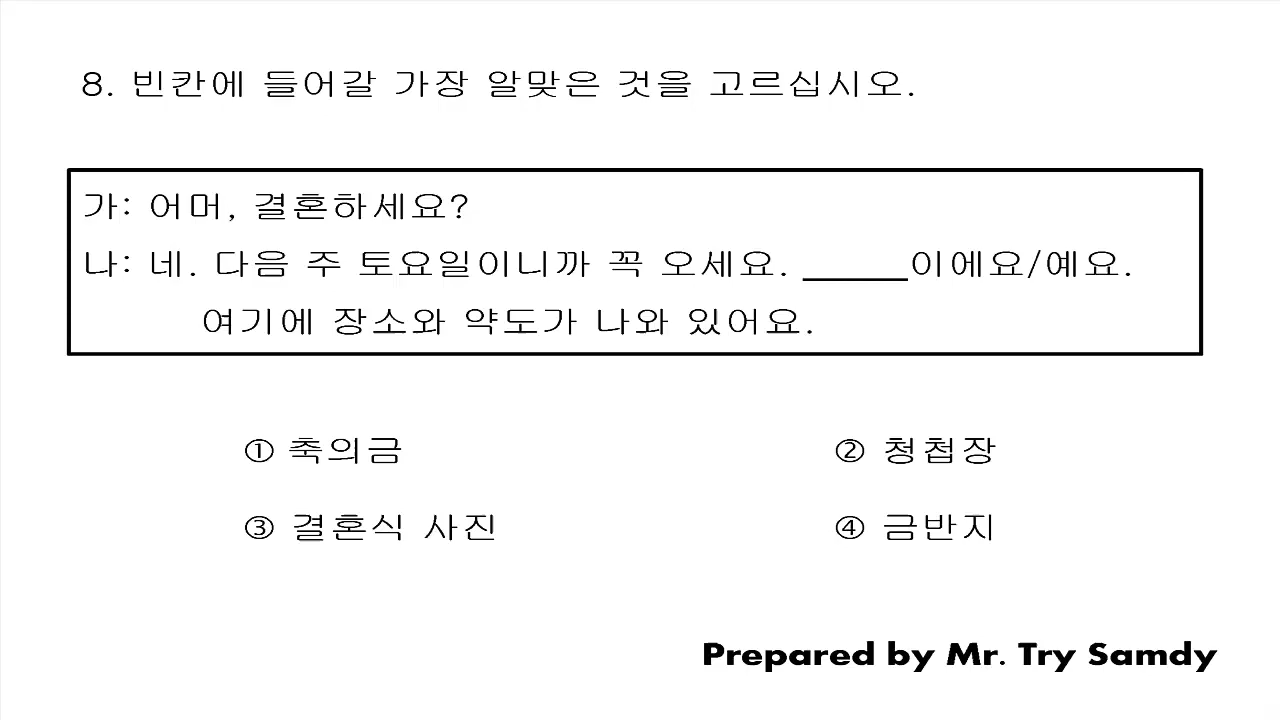 8. 빈칸에 들어갈 가장 알맞은 것을 고르십시오.
가: 어머, 결혼하세요?
나: 네. 다음 주 토요일이니까 꼭 오세요. _____이에요/예요.
여기에 장소와 약도가 나와 있어요.
① 축의금
② 청첩장
③ 결혼식 사진
④ 금반지
Prepared by Mr. Try Samdy